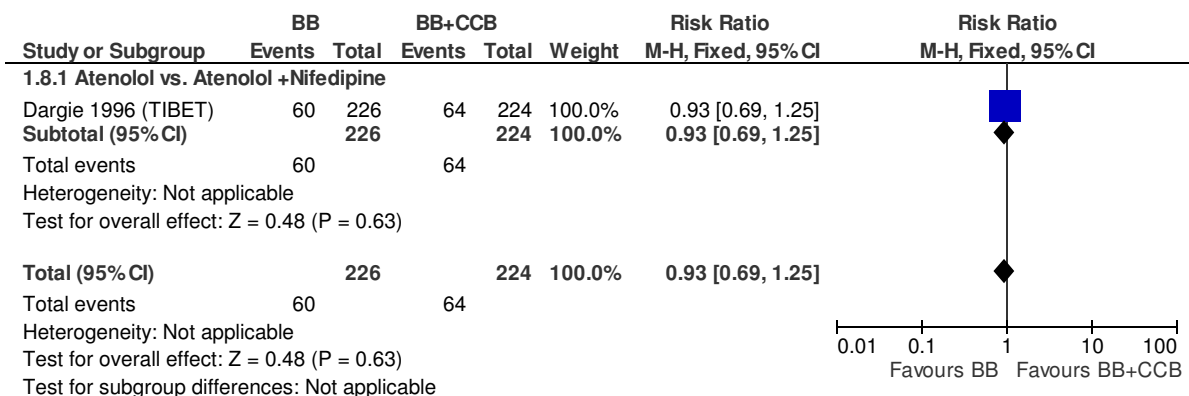 BB BB+CCB Risk Ratio Risk Ratio
Study or Subgroup Events Total Events Total Weight M-H, Fixed, 95% CI M-H, Fixed, 95% CI
1.8.1 Atenolol vs. Atenolol +Nifedipine
Dargie 1996 (TIBET) 60 226 64 224 100.0% 0.93 [0.69, 1.25]
Subtotal (95% CI) 226 224 100.0% 0.93 [0.69, 1.25]
Total events 60 64
Heterogeneity: Not applicable
Test for overall effect: Z = 0.48 (P = 0.63)
Total (95% CI) 226 224 100.0% 0.93 [0.69, 1.25]
Total events 60 64
Heterogeneity: Not applicable
Test for overall effect: Z = 0.48 (P = 0.63)
Test for subgroup differences: Not applicable
0.01 0.1 1 10 100
Favours BB Favours BB+CCB